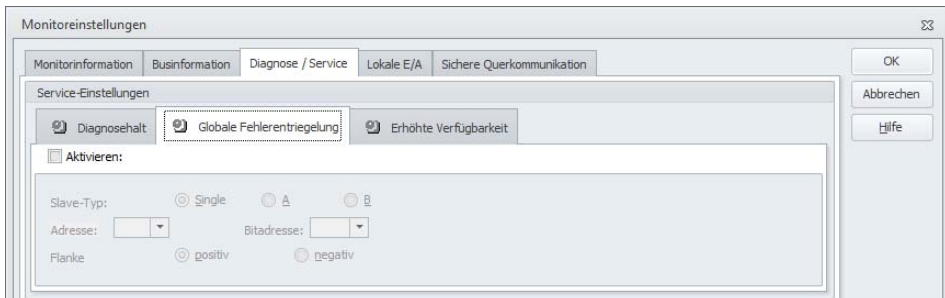 Monitoreinstellungen
Monitorinformation Businformation Diagnose / Service Lokale E/A Sichere Querkommunikation
OK
Service-Einstellungen
Abbrechen
Diagnosehalt Globale Fehlerentriegelung Erhöhte Verfügbarkeit
Hilfe
Aktivieren:
Slave-Typ: Single A B
Adresse: Bitadresse:
Flanke positiv negativ